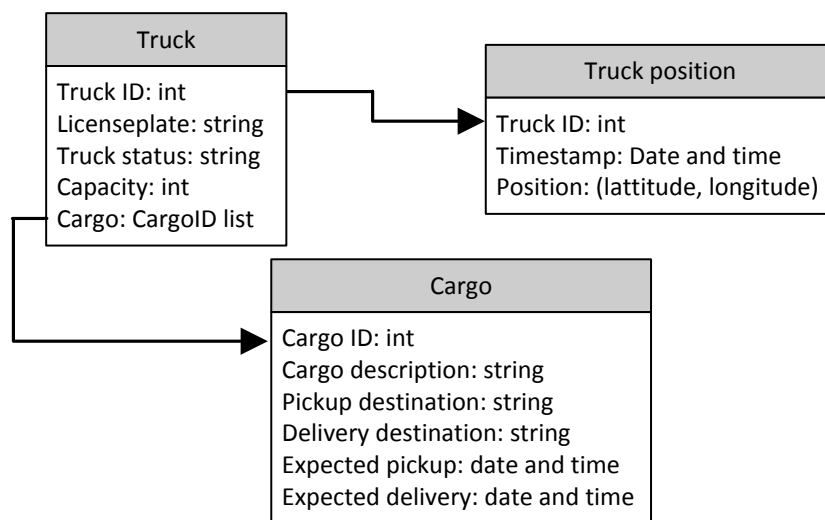 Truck
Truck ID: int
Licenseplate: string
Truck status: string
Capacity: int
Cargo: CargoID list
Truck position
Truck ID: int
Timestamp: Date and time
Position: (lattitude, longitude)
Cargo
Cargo ID: int
Cargo description: string
Pickup destination: string
Delivery destination: string
Expected pickup: date and time
Expected delivery: date and time